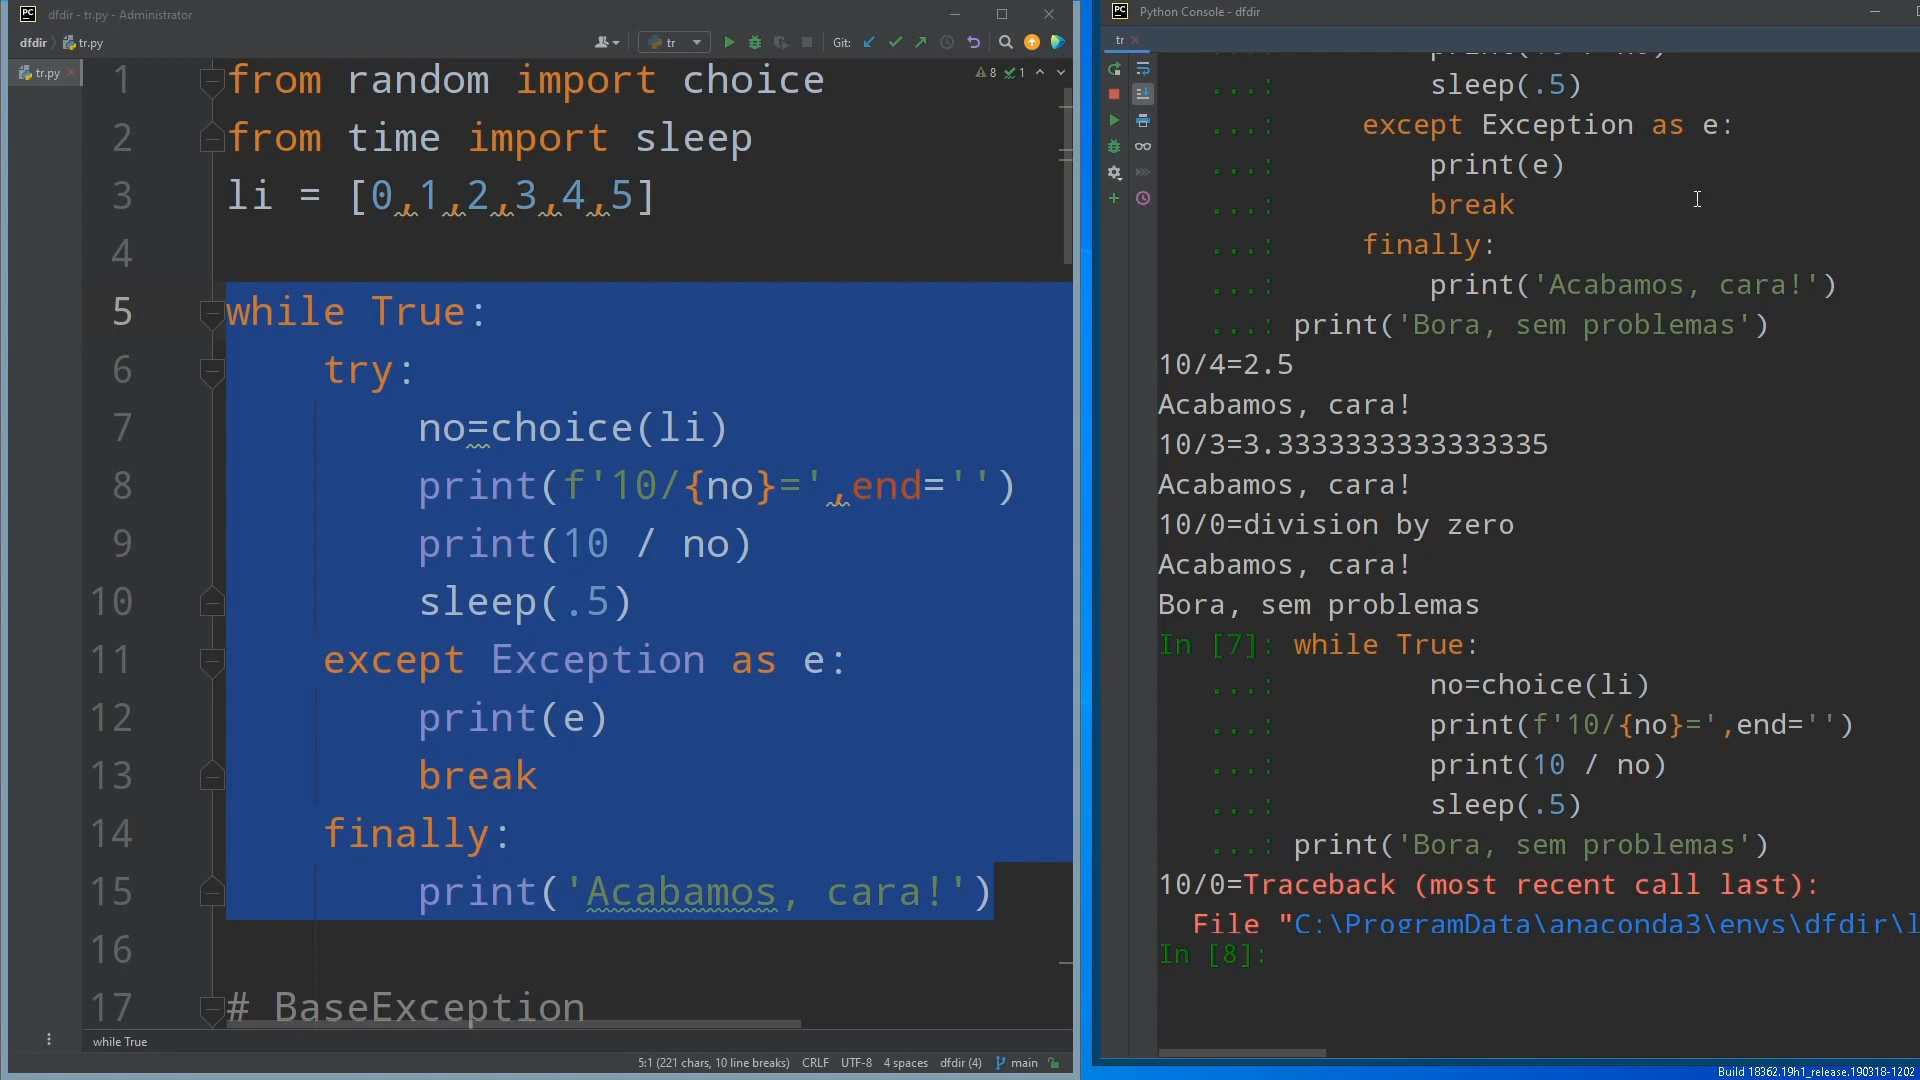 dfdir - tr.py - Administrator
dfdir tr.py
tr
Git:
tr.py
8 1
1 from random import choice
2 from time import sleep
3 li = [0,1,2,3,4,5]
4
5 while True:
6 try:
7 no=choice(li)
8 print(f'10/{no}=',end='')
9 print(10 / no)
10 sleep(.5)
11 except Exception as e:
12 print(e)
13 break
14 finally:
15 print('Acabamos, cara!')
16
17 # BaseException
while True
5:1 (221 chars, 10 line breaks) CRLF UTF-8 4 spaces dfdir (4) main
Python Console - dfdir
tr
...: sleep(.5)
...: except Exception as e:
...: print(e)
...: break
...: finally:
...: print('Acabamos, cara!')
...: print('Bora, sem problemas')
10/4=2.5
Acabamos, cara!
10/3=3.3333333333333335
Acabamos, cara!
10/0=division by zero
Acabamos, cara!
Bora, sem problemas
In [7]: while True:
...: no=choice(li)
...: print(f'10/{no}=',end='')
...: print(10 / no)
...: sleep(.5)
...: print('Bora, sem problemas')
10/0=Traceback (most recent call last):
File "C:\ProgramData\anaconda3\envs\dfdir\l
In [8]:
Build 18362.19h1_release.190318-1202